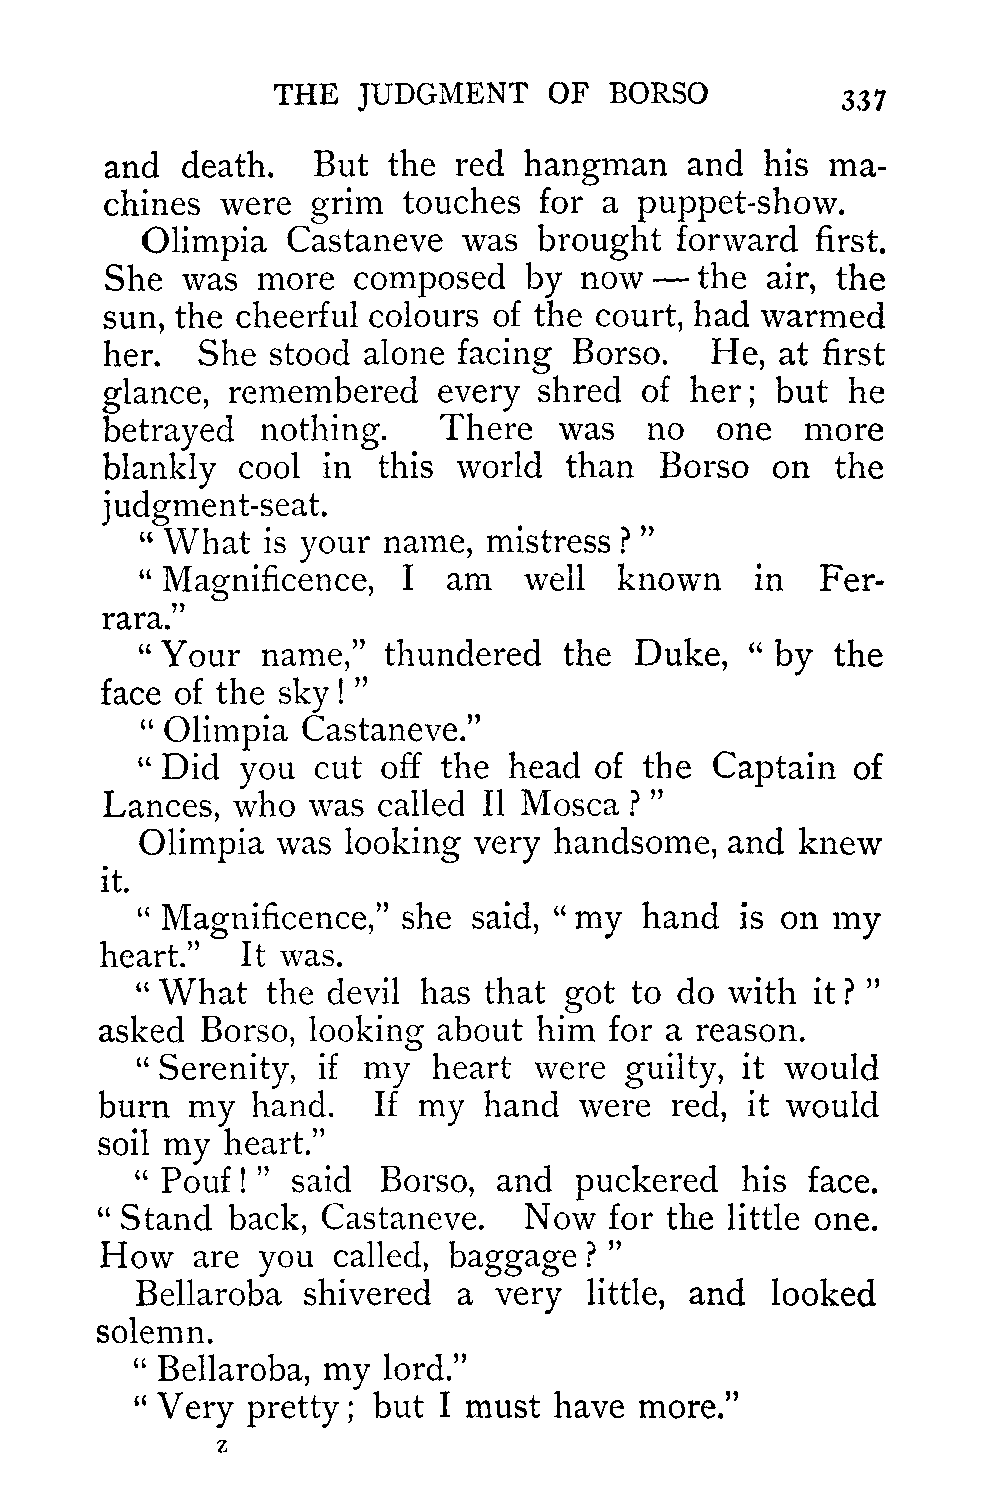 THE JUDGMENT OF BORSO 337
and death. But the red hangman and his ma-
chines were grim touches for a puppet-show.
Olimpia Castaneve was brought forward first.
She was more composed by now — the air, the
sun, the cheerful colours of the court, had warmed
her. She stood alone facing Borso. He, at first
glance, remembered every shred of her; but he
betrayed nothing. There was no one more
blankly cool in this world than Borso on the
judgment-seat.
“ What is your name, mistress ? ”
“ Magnificence, I am well known in Fer-
rara.”
“ Your name,” thundered the Duke, “ by the
face of the sky ! ”
“ Olimpia Castaneve.”
“ Did you cut off the head of the Captain of
Lances, who was called Il Mosca ? ”
Olimpia was looking very handsome, and knew
it.
“ Magnificence,” she said, “ my hand is on my
heart.” It was.
“ What the devil has that got to do with it ? ”
asked Borso, looking about him for a reason.
“ Serenity, if my heart were guilty, it would
burn my hand. If my hand were red, it would
soil my heart.”
“ Pouf ! ” said Borso, and puckered his face.
“ Stand back, Castaneve. Now for the little one.
How are you called, baggage ? ”
Bellaroba shivered a very little, and looked
solemn.
“ Bellaroba, my lord.”
“ Very pretty ; but I must have more.”
z